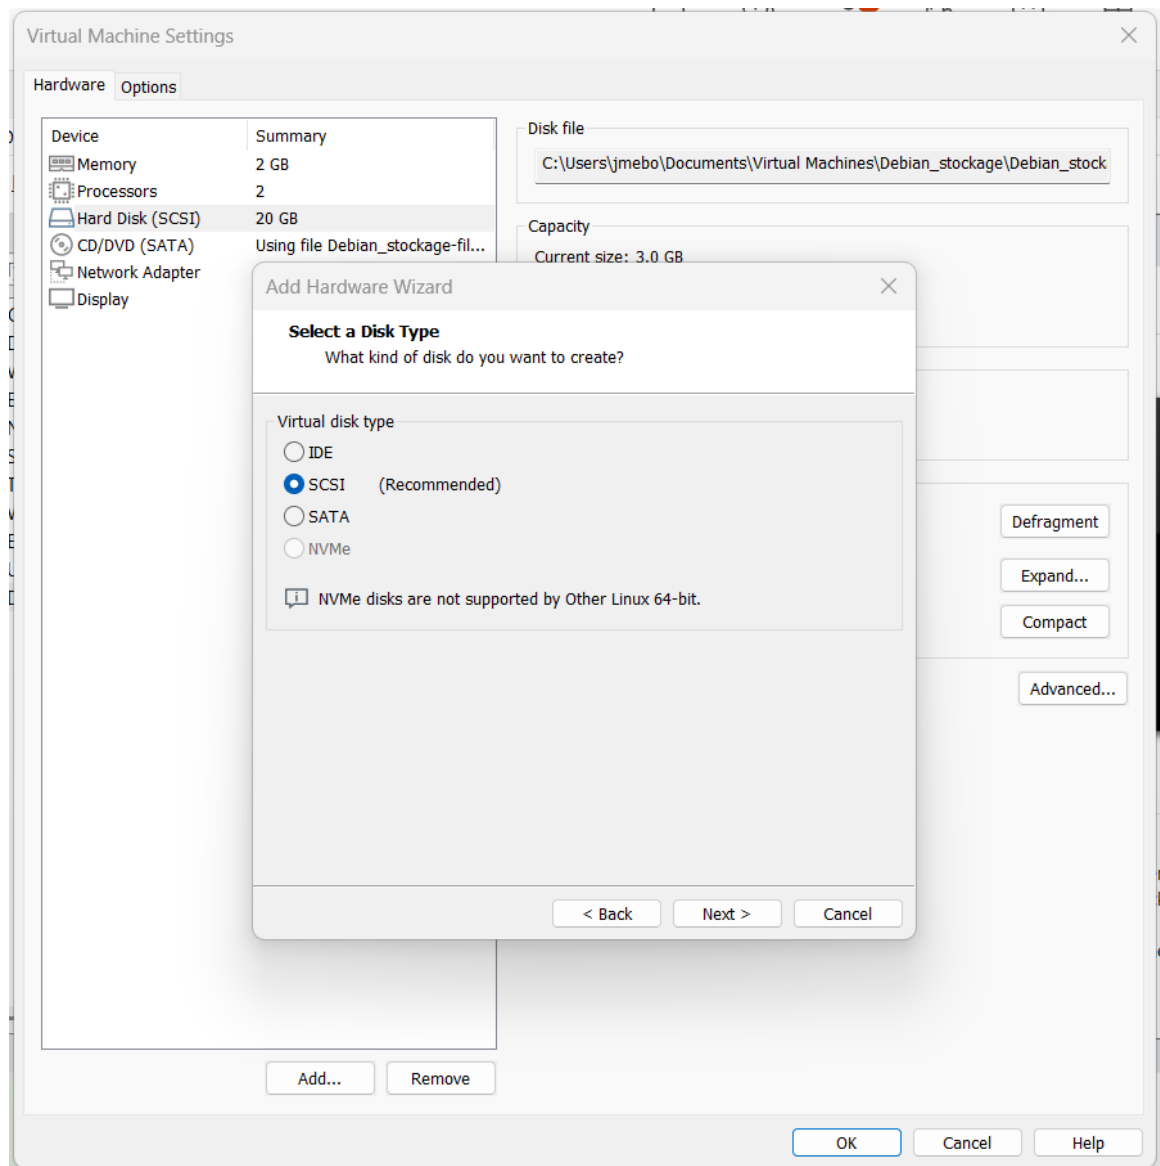 Virtual Machine Settings
Hardware Options
Device Summary
Memory 2 GB
Processors 2
Hard Disk (SCSI) 20 GB
CD/DVD (SATA) Using file Debian_stockage-fil...
Network Adapter
Display
Disk file
C:\Users\jmebo\Documents\Virtual Machines\Debian_stockage\Debian_stock
Capacity
Current size: 3.0 GB
Add Hardware Wizard
Select a Disk Type
What kind of disk do you want to create?
Virtual disk type
IDE
SCSI (Recommended)
SATA
NVMe
NVMe disks are not supported by Other Linux 64-bit.
< Back Next > Cancel
Defragment
Expand...
Compact
Advanced...
Add... Remove
OK Cancel Help